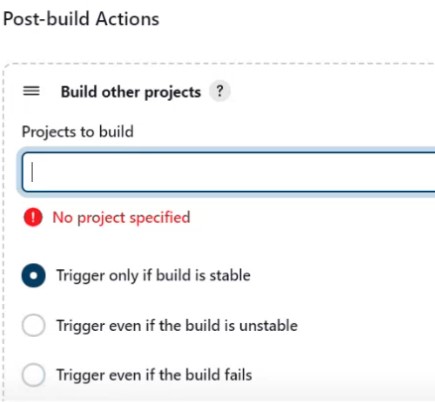 Post-build Actions
Build other projects ?
Projects to build
No project specified
Trigger only if build is stable
Trigger even if the build is unstable
Trigger even if the build fails